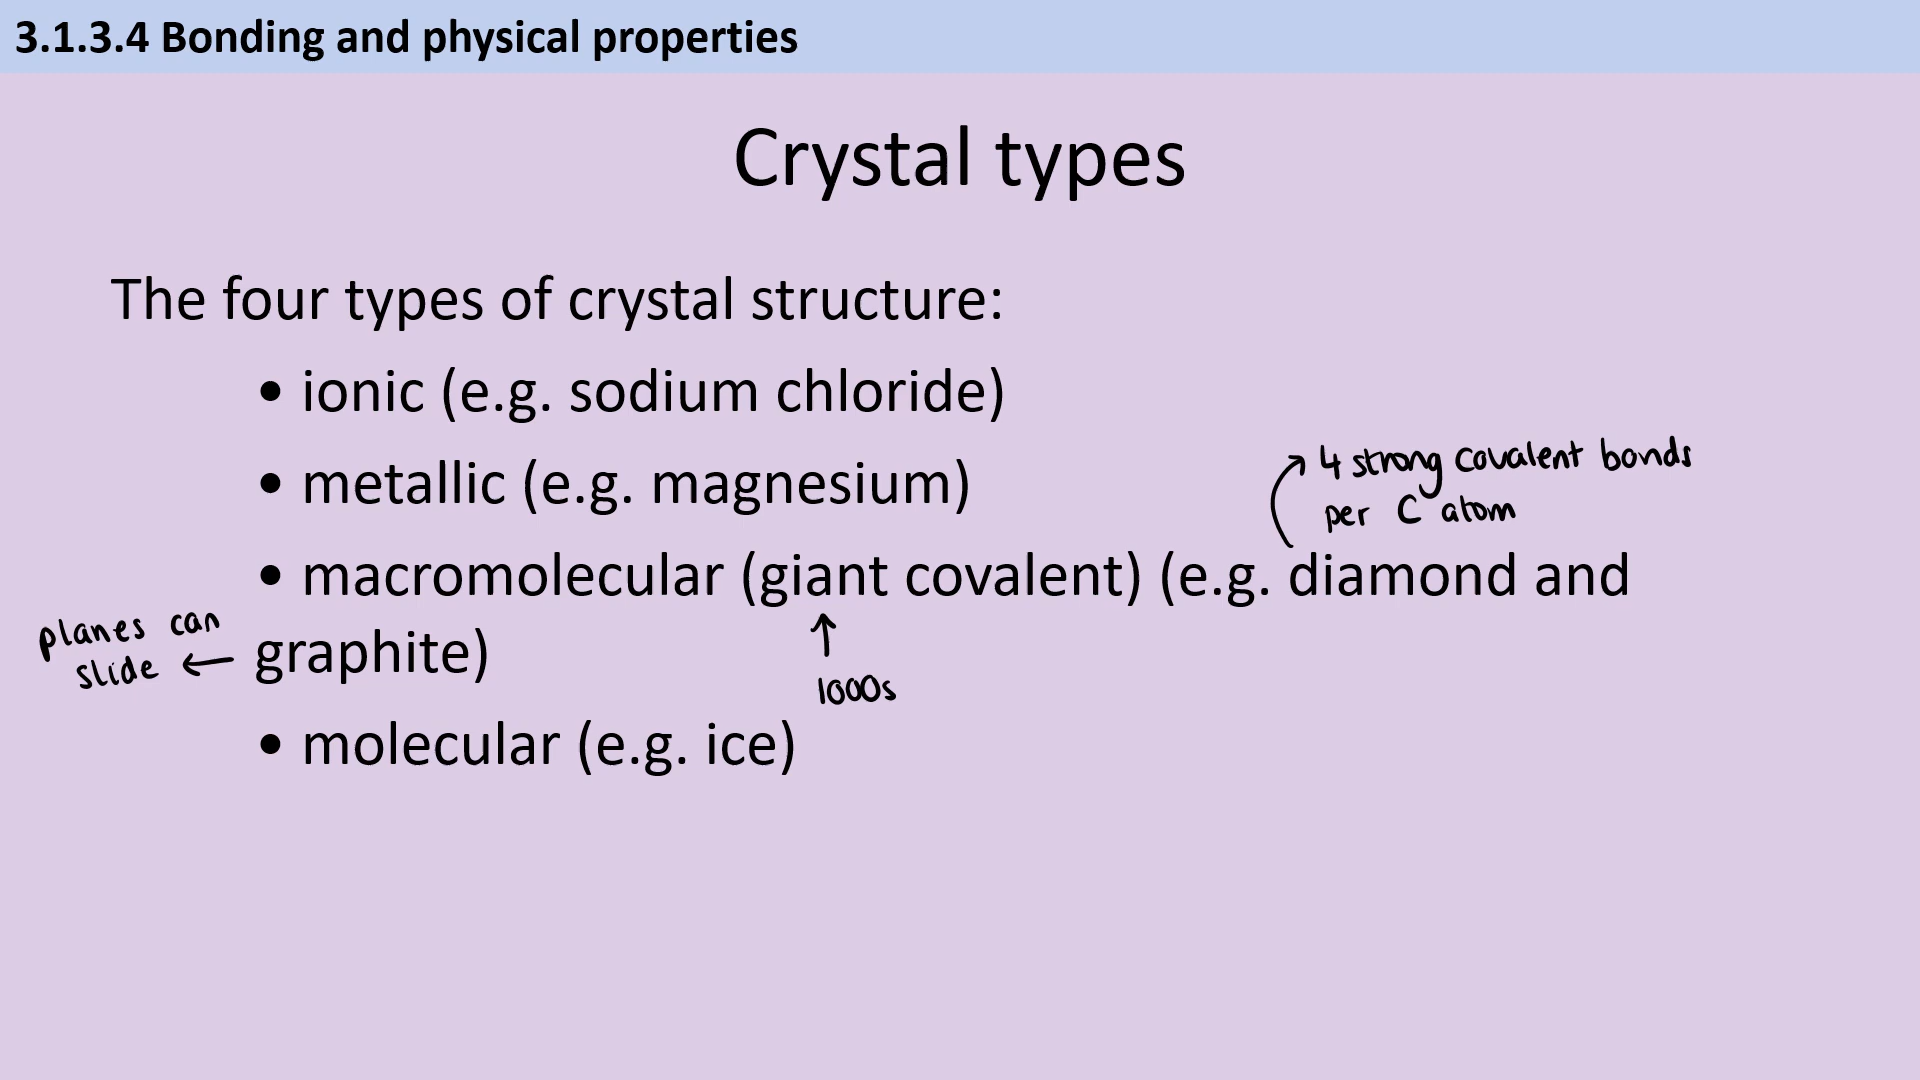 3.1.3.4 Bonding and physical properties
Crystal types
The four types of crystal structure:
• ionic (e.g. sodium chloride)
• metallic (e.g. magnesium)
4 strong covalent bonds
per C atom
• macromolecular (giant covalent) (e.g. diamond and
graphite)
planes can
slide
1000s
• molecular (e.g. ice)